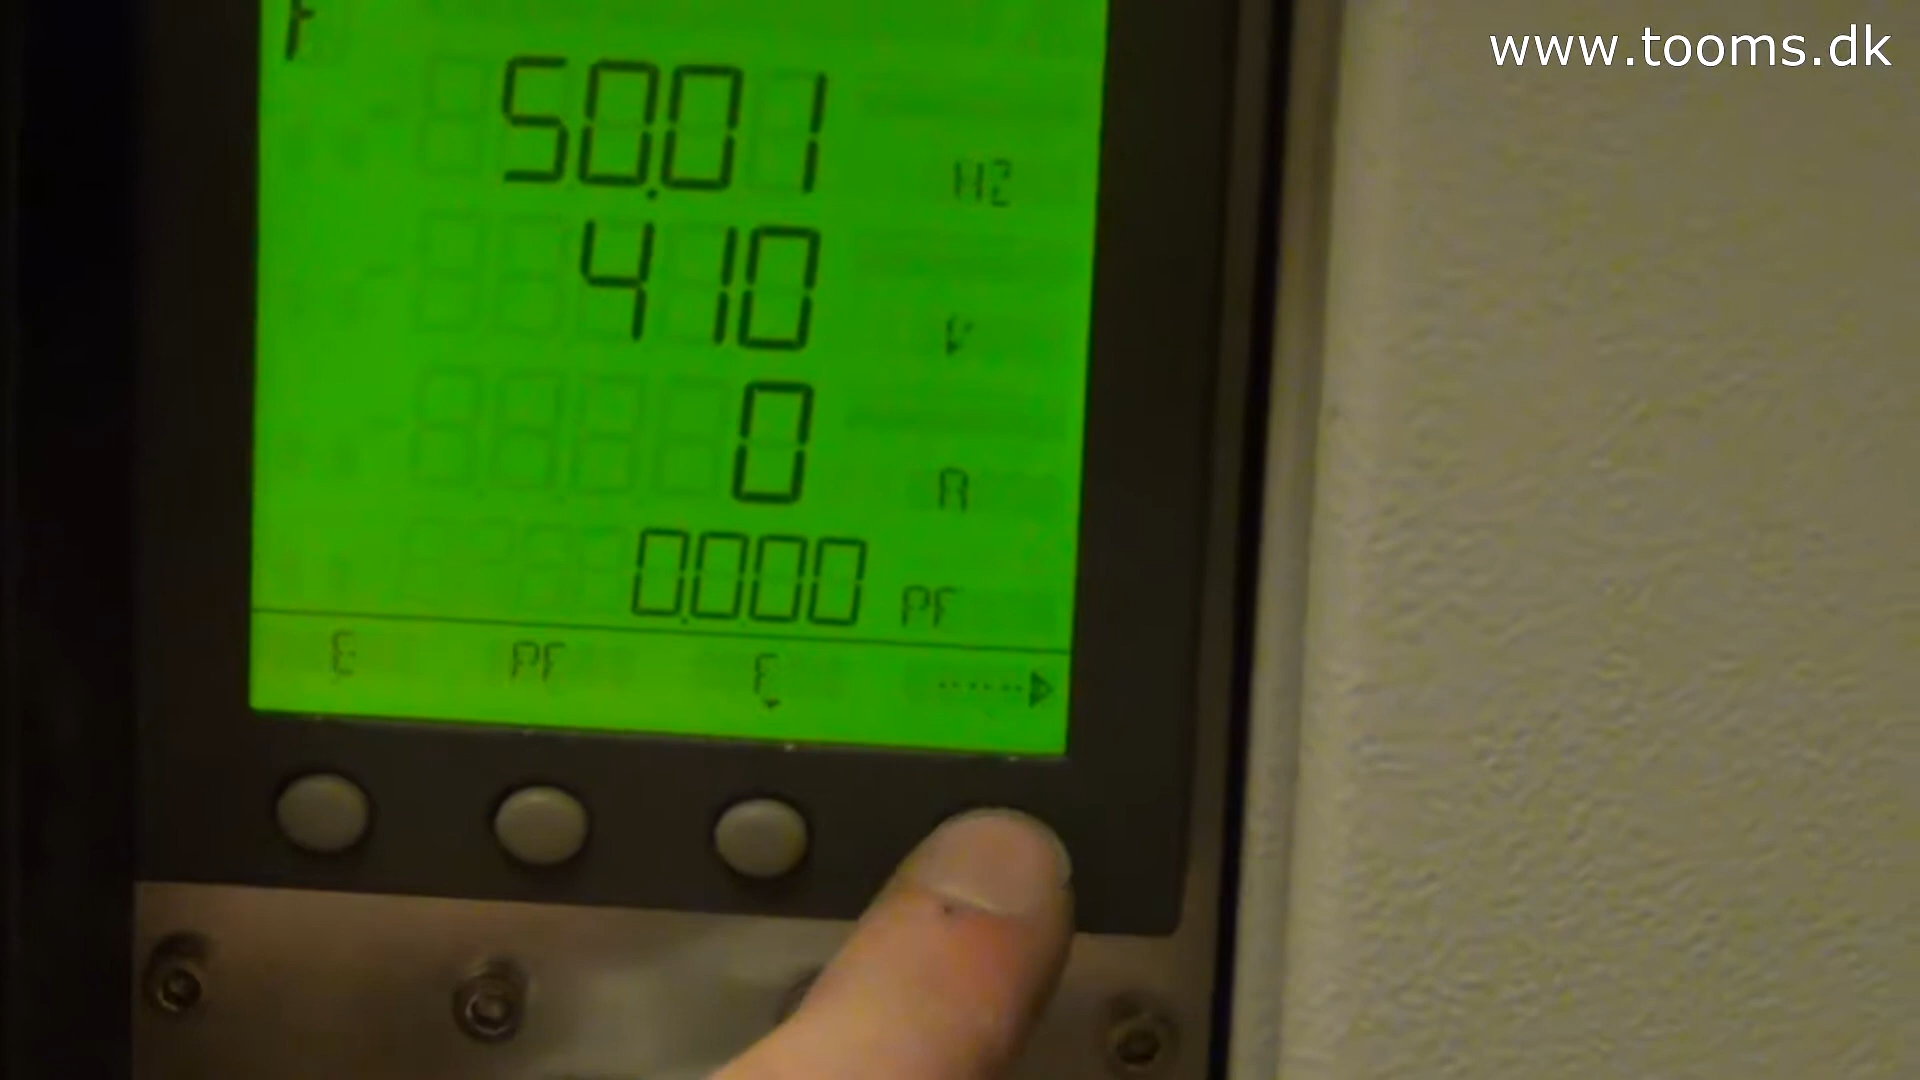 www.tooms.dk
F
50.01 HZ
410 V
0 A
0.000 PF
E PF F